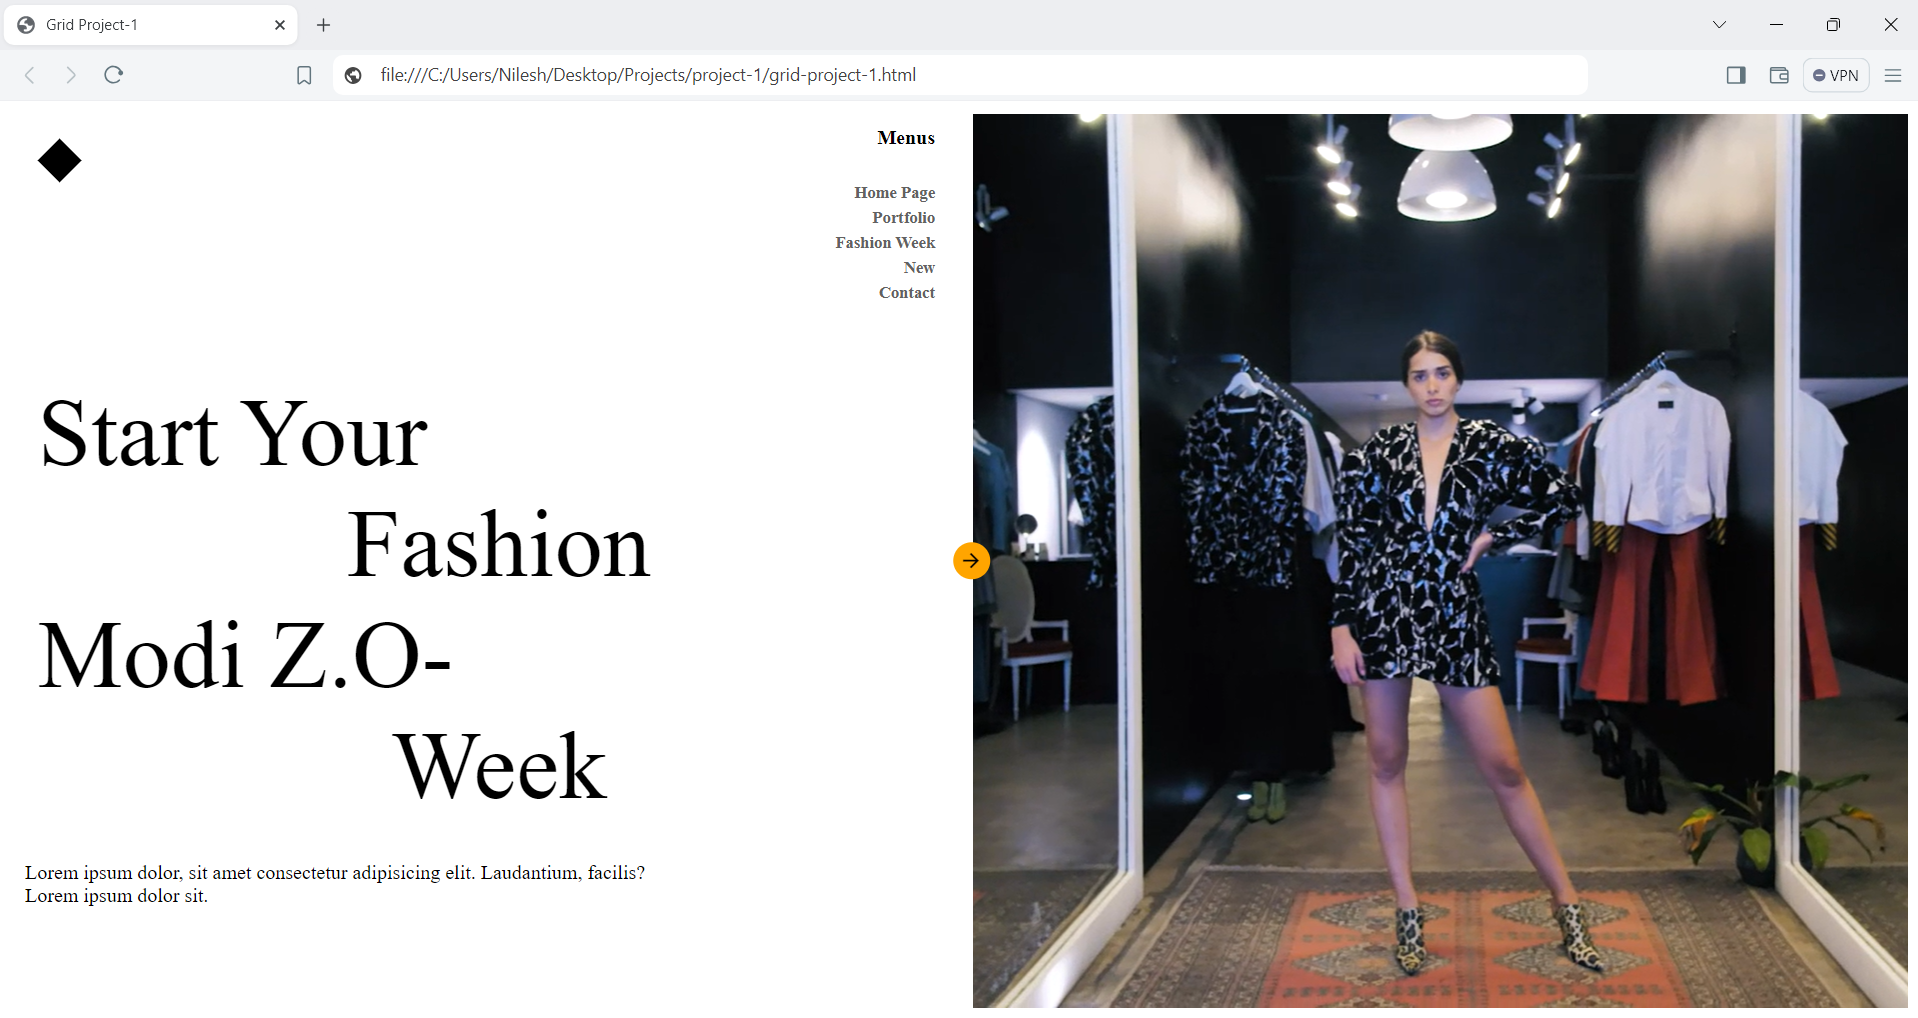 Grid Project-1
file:///C:/Users/Nilesh/Desktop/Projects/project-1/grid-project-1.html
VPN
Menus
Home Page
Portfolio
Fashion Week
New
Contact
Start Your
Fashion
Modi Z.O-
Week
Lorem ipsum dolor, sit amet consectetur adipisicing elit. Laudantium, facilis?
Lorem ipsum dolor sit.